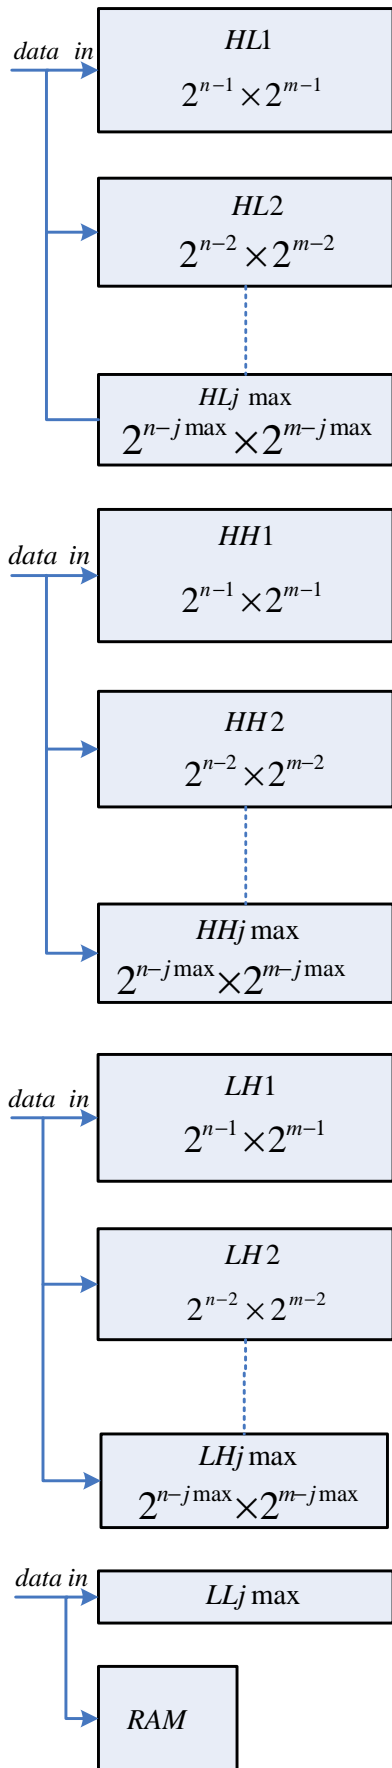 data in
HL1
2^{n-1} × 2^{m-1}
HL2
2^{n-2} × 2^{m-2}
HLj max
2^{n-j max} × 2^{m-j max}
data in
HH1
2^{n-1} × 2^{m-1}
HH2
2^{n-2} × 2^{m-2}
HHj max
2^{n-j max} × 2^{m-j max}
data in
LH1
2^{n-1} × 2^{m-1}
LH2
2^{n-2} × 2^{m-2}
LHj max
2^{n-j max} × 2^{m-j max}
data in
LLj max
RAM